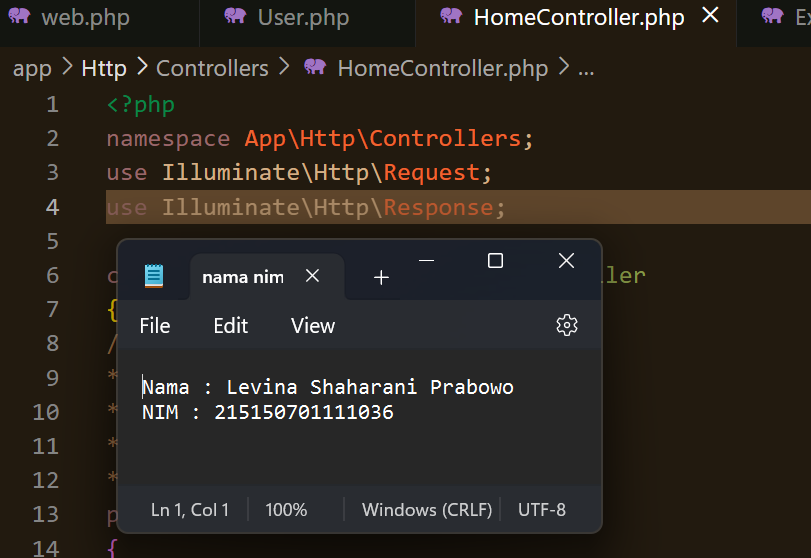 web.php User.php HomeController.php
app > Http > Controllers > HomeController.php > ...
1 <?php
2 namespace App\Http\Controllers;
3 use Illuminate\Http\Request;
4 use Illuminate\Http\Response;
5
6
7 {
8 /
9 *
10 *
11 *
12 *
13 p
14 {
nama nim
File Edit View
Nama : Levina Shaharani Prabowo
NIM : 215150701111036
Ln 1, Col 1 100% Windows (CRLF) UTF-8